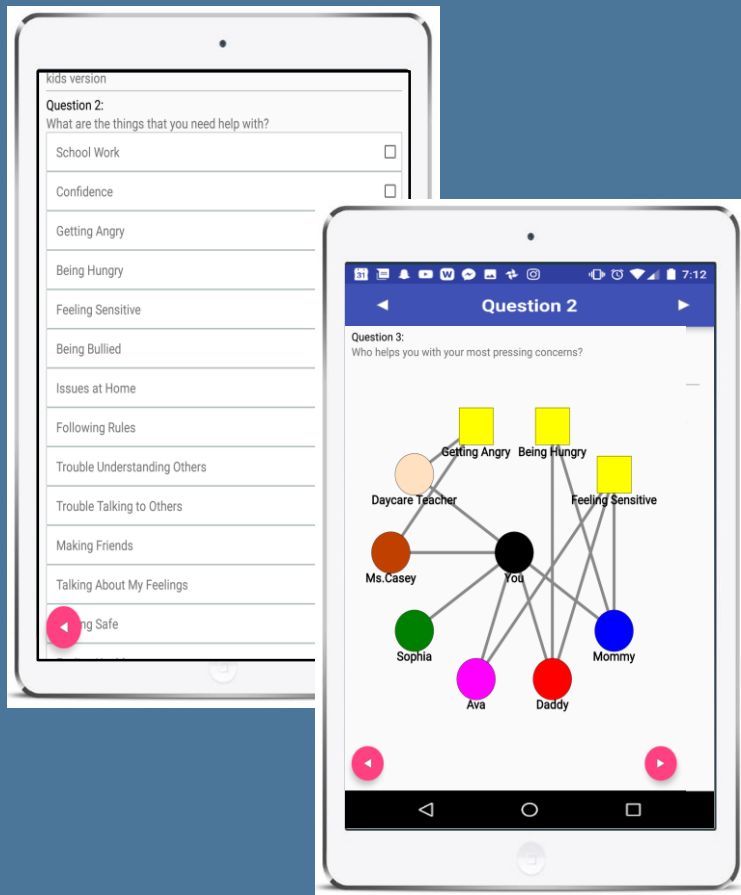 kids version
Question 2:
What are the things that you need help with?
School Work
Confidence
Getting Angry
Being Hungry
Feeling Sensitive
Being Bullied
Issues at Home
Following Rules
Trouble Understanding Others
Trouble Talking to Others
Making Friends
Talking About My Feelings
Safe
31 W 7:12
Question 2
Question 3:
Who helps you with your most pressing concerns?
Getting Angry Being Hungry
Daycare Teacher Feeling Sensitive
Ms.Casey You
Sophia Mommy
Ava Daddy